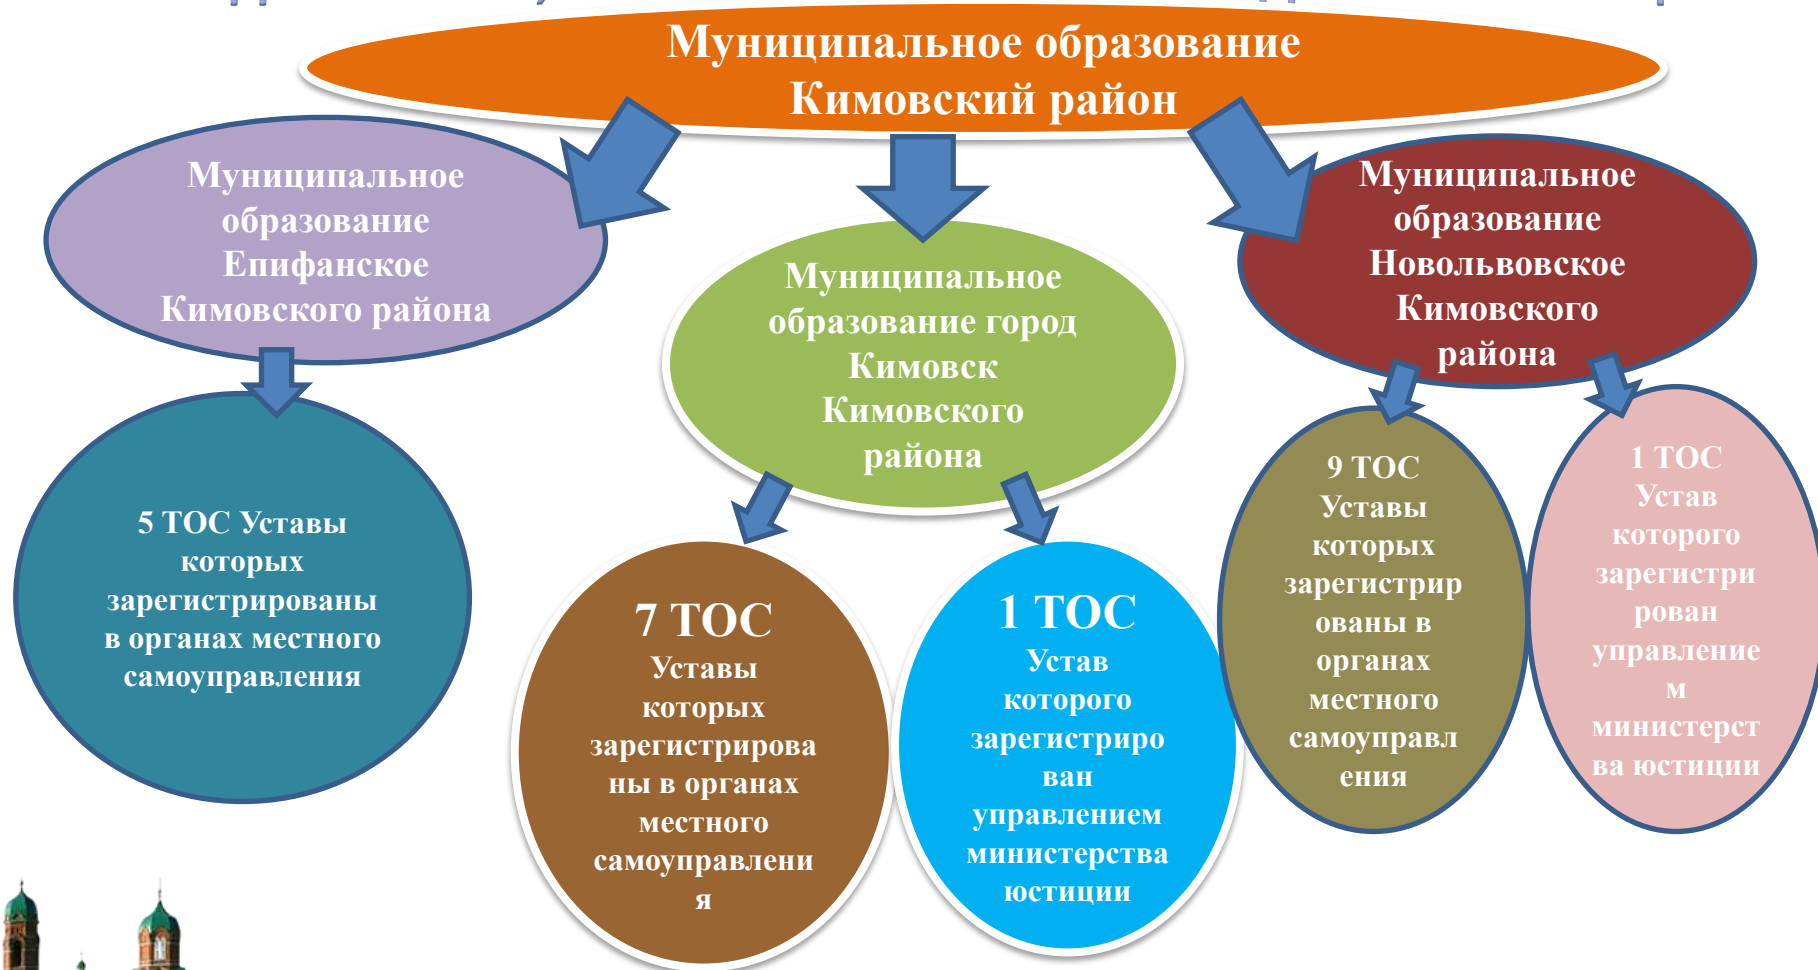 Муниципальное образование
Кимовский район
Муниципальное
образование
Епифанское
Кимовского района
Муниципальное
образование город
Кимовск
Кимовского
района
Муниципальное
образование
Новольвовское
Кимовского
района
5 ТОС Уставы
которых
зарегистрированы
в органах местного
самоуправления
7 ТОС
Уставы
которых
зарегистрирова
ны в органах
местного
самоуправлени
я
1 ТОС
Устав
которого
зарегистриро
ван
управлением
министерства
юстиции
9 ТОС
Уставы
которых
зарегистрир
ованы в
органах
местного
самоуправл
ения
1 ТОС
Устав
которого
зарегистри
рован
управление
м
министерст
ва юстиции